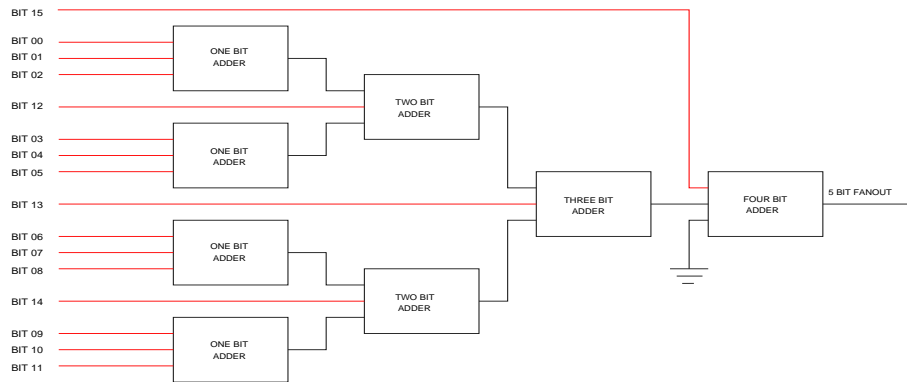 BIT 15
BIT 00
BIT 01
BIT 02
ONE BIT
ADDER
BIT 12
TWO BIT
ADDER
BIT 03
BIT 04
BIT 05
ONE BIT
ADDER
BIT 13
THREE BIT
ADDER
FOUR BIT
ADDER
5 BIT FANOUT
BIT 06
BIT 07
BIT 08
ONE BIT
ADDER
BIT 14
TWO BIT
ADDER
BIT 09
BIT 10
BIT 11
ONE BIT
ADDER